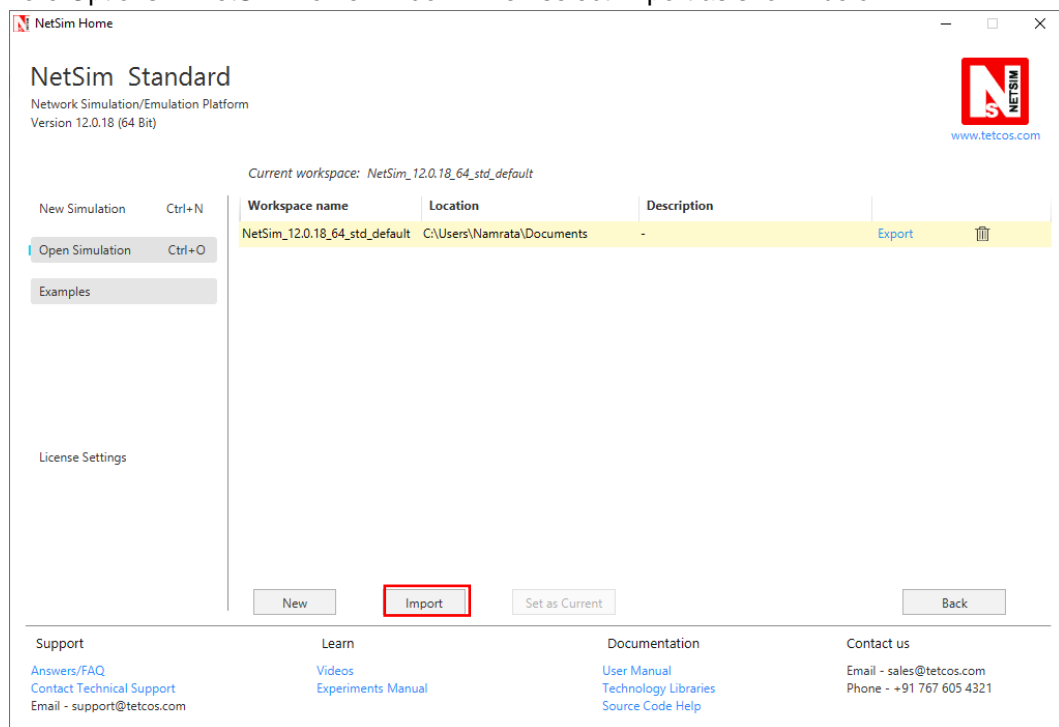 NetSim Home
NetSim Standard
Network Simulation/Emulation Platform
Version 12.0.18 (64 Bit)
NETSIM
NS
www.tetcos.com
Current workspace: NetSim_12.0.18_64_std_default
New Simulation Ctrl+N
Open Simulation Ctrl+O
Examples
License Settings
Workspace name Location Description
NetSim_12.0.18_64_std_default C:\Users\Namrata\Documents - Export
New Import Set as Current Back
Support Learn Documentation Contact us
Answers/FAQ Videos User Manual Email - sales@tetcos.com
Contact Technical Support Experiments Manual Technology Libraries Phone - +91 767 605 4321
Email - support@tetcos.com Source Code Help